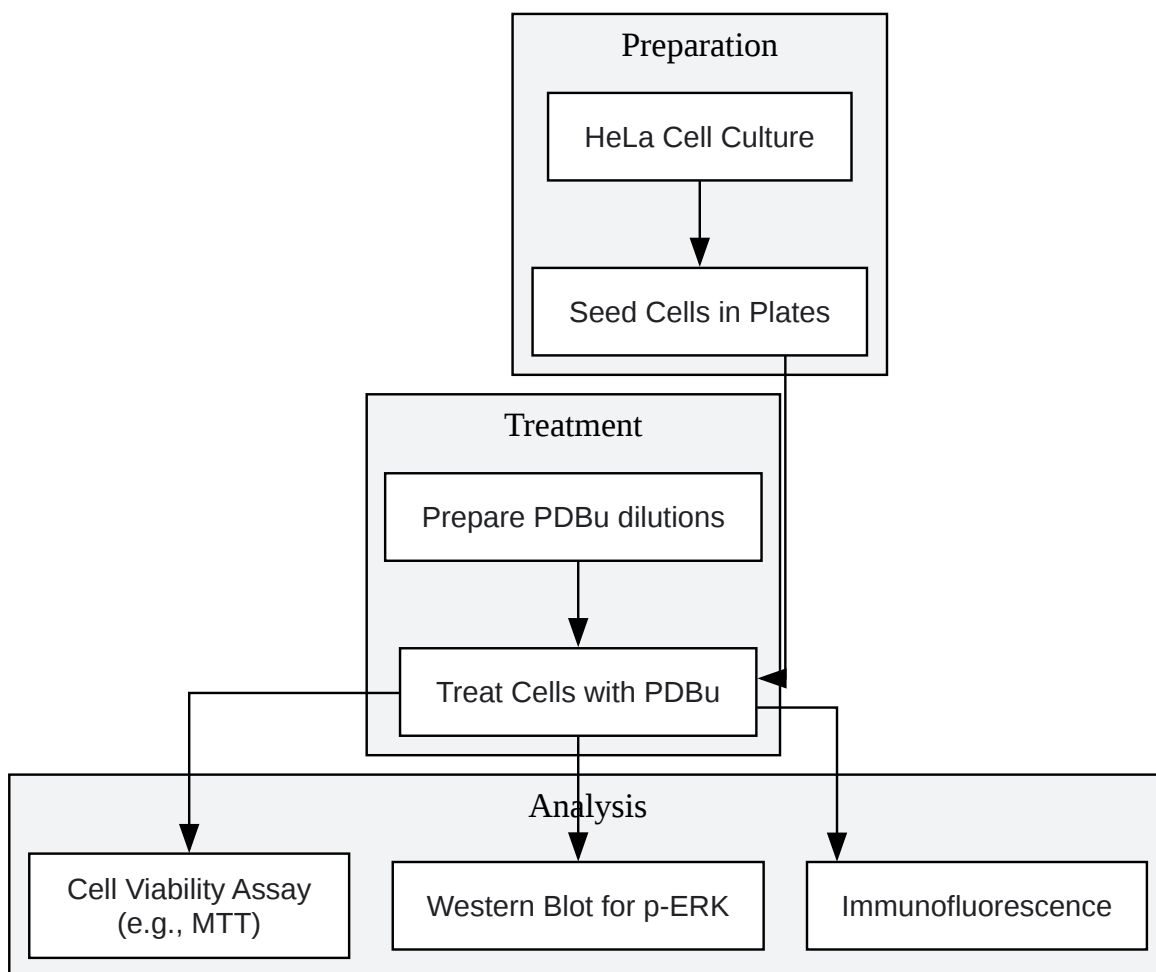 Preparation
HeLa Cell Culture
Seed Cells in Plates
Treatment
Prepare PDBu dilutions
Treat Cells with PDBu
Analysis
Cell Viability Assay
(e.g., MTT)
Western Blot for p-ERK
Immunofluorescence